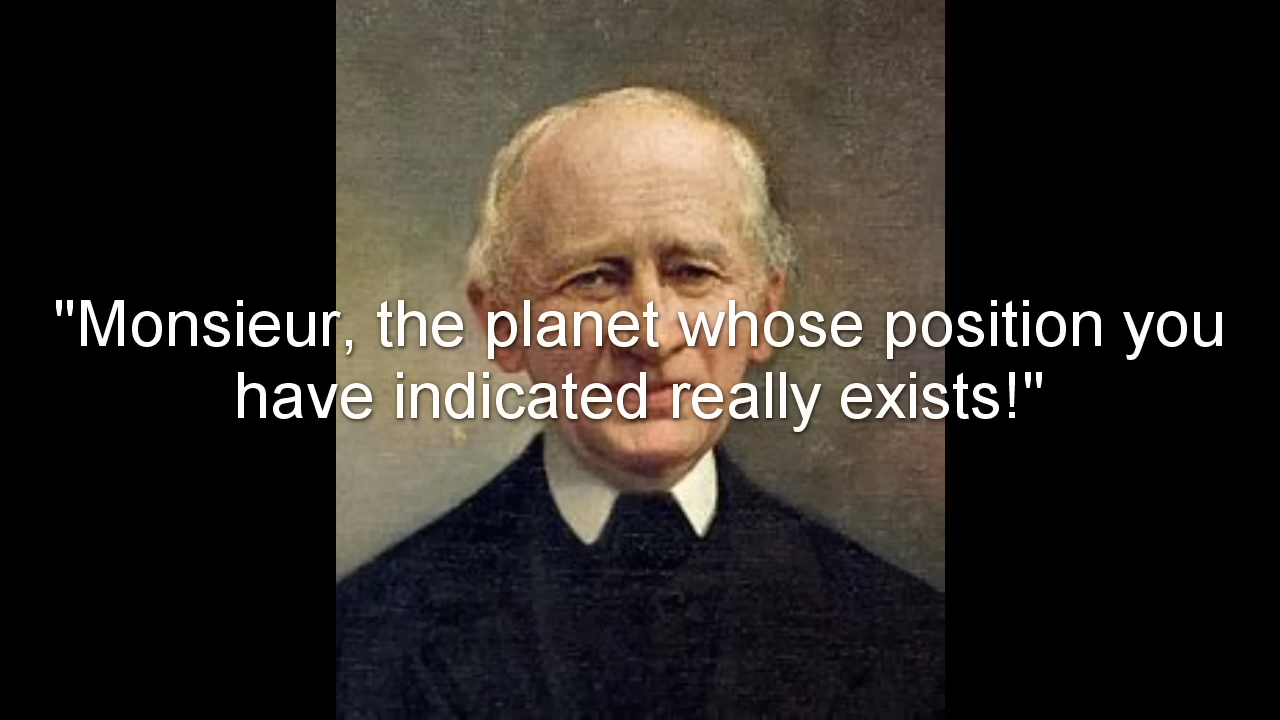 "Monsieur, the planet whose position you
have indicated really exists!"